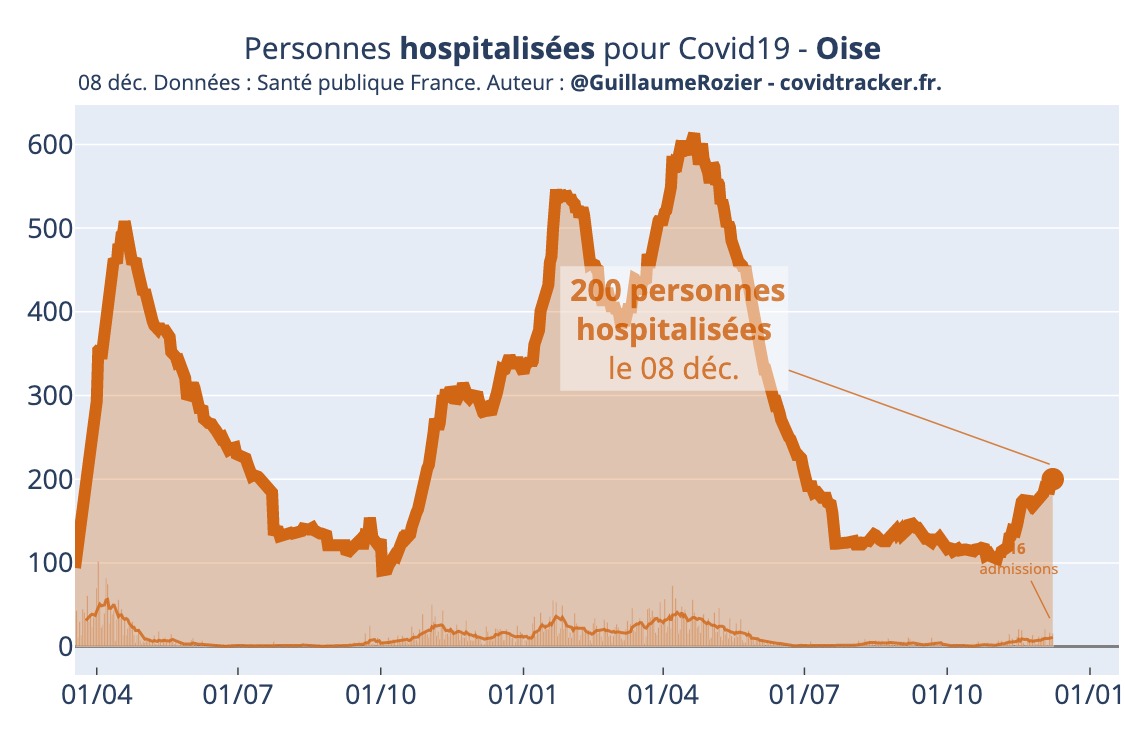 Personnes hospitalisées pour Covid19 - Oise
08 déc. Données : Santé publique France. Auteur : @GuillaumeRozier - covidtracker.fr.
600
500
400
300
200
100
0
200 personnes
hospitalisées
le 08 déc.
16
admissions
01/04
01/07
01/10
01/01
01/04
01/07
01/10
01/01